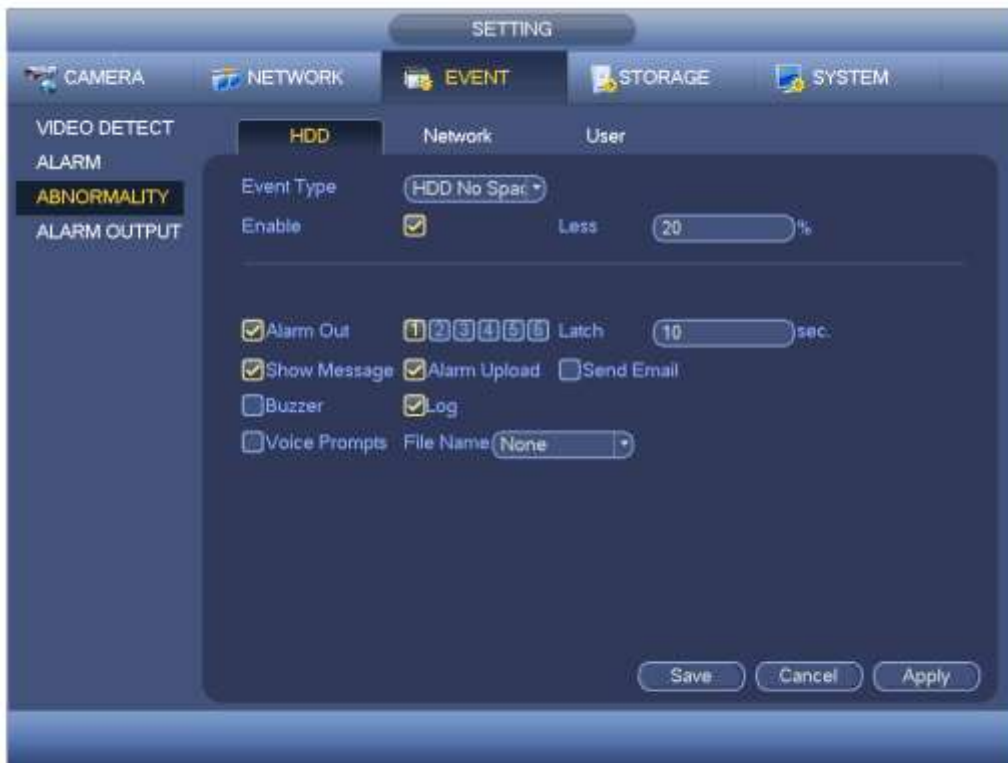 SETTING
CAMERA NETWORK EVENT STORAGE SYSTEM
VIDEO DETECT
ALARM
ABNORMALITY
ALARM OUTPUT
HDD Network User
Event Type HDD No Spac
Enable Less 20 %
Alarm Out 1 2 3 4 5 6 Latch 10 sec.
Show Message Alarm Upload Send Email
Buzzer Log
Voice Prompts File Name None
Save Cancel Apply